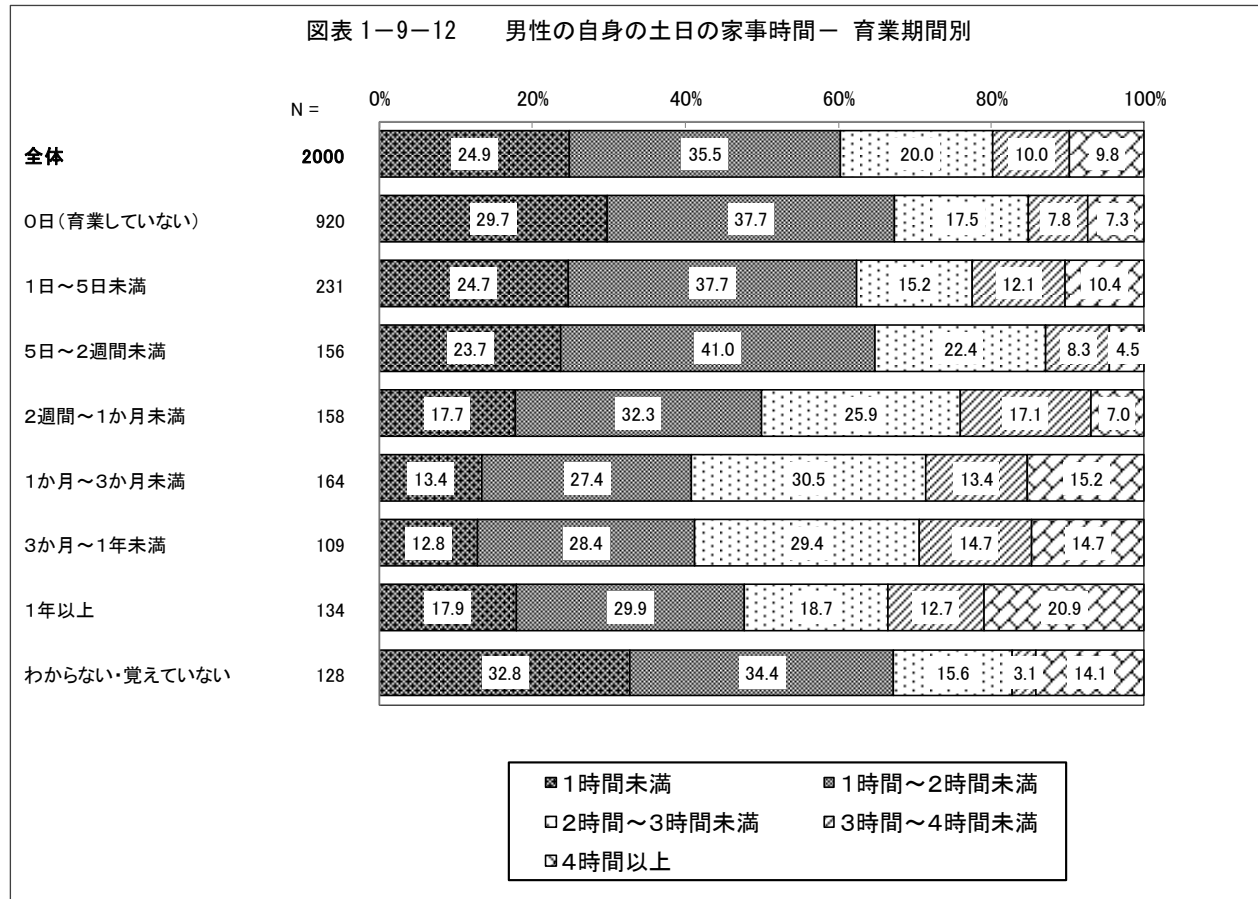 図表 1－9－12　　男性の自身の土日の家事時間－ 育業期間別
N =
0% 20% 40% 60% 80% 100%
全体 2000 24.9 35.5 20.0 10.0 9.8
0日（育業していない） 920 29.7 37.7 17.5 7.8 7.3
1日～5日未満 231 24.7 37.7 15.2 12.1 10.4
5日～2週間未満 156 23.7 41.0 22.4 8.3 4.5
2週間～1か月未満 158 17.7 32.3 25.9 17.1 7.0
1か月～3か月未満 164 13.4 27.4 30.5 13.4 15.2
3か月～1年未満 109 12.8 28.4 29.4 14.7 14.7
1年以上 134 17.9 29.9 18.7 12.7 20.9
わからない・覚えていない 128 32.8 34.4 15.6 3.1 14.1
１時間未満 １時間～２時間未満
２時間～３時間未満 ３時間～４時間未満
４時間以上